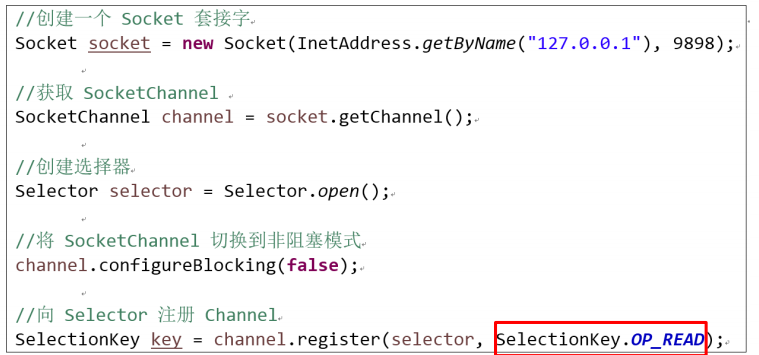 //创建一个 Socket 套接字
Socket socket = new Socket(InetAddress.getByName("127.0.0.1"), 9898);
//获取 SocketChannel
SocketChannel channel = socket.getChannel();
//创建选择器
Selector selector = Selector.open();
//将 SocketChannel 切换到非阻塞模式
channel.configureBlocking(false);
//向 Selector 注册 Channel
SelectionKey key = channel.register(selector, SelectionKey.OP_READ);